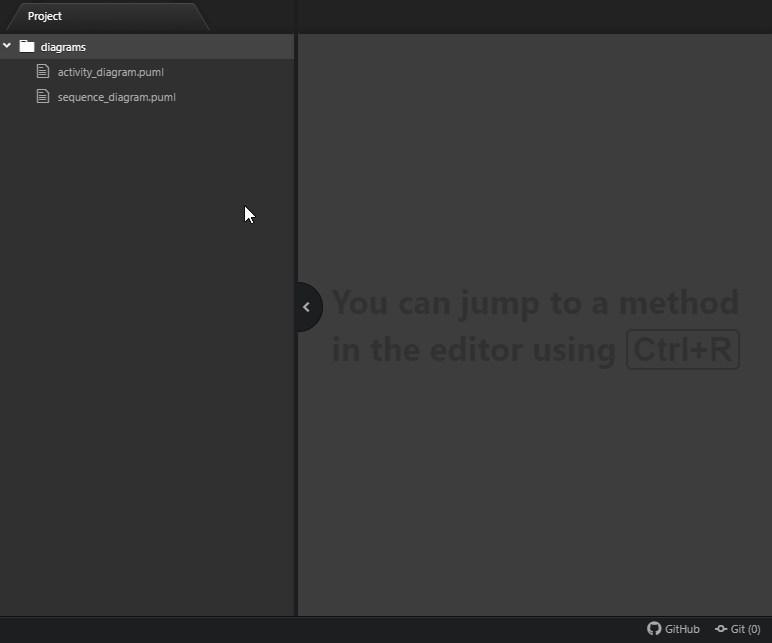 Project
diagrams
activity_diagram.puml
sequence_diagram.puml
You can jump to a method
in the editor using Ctrl+R
GitHub Git (0)